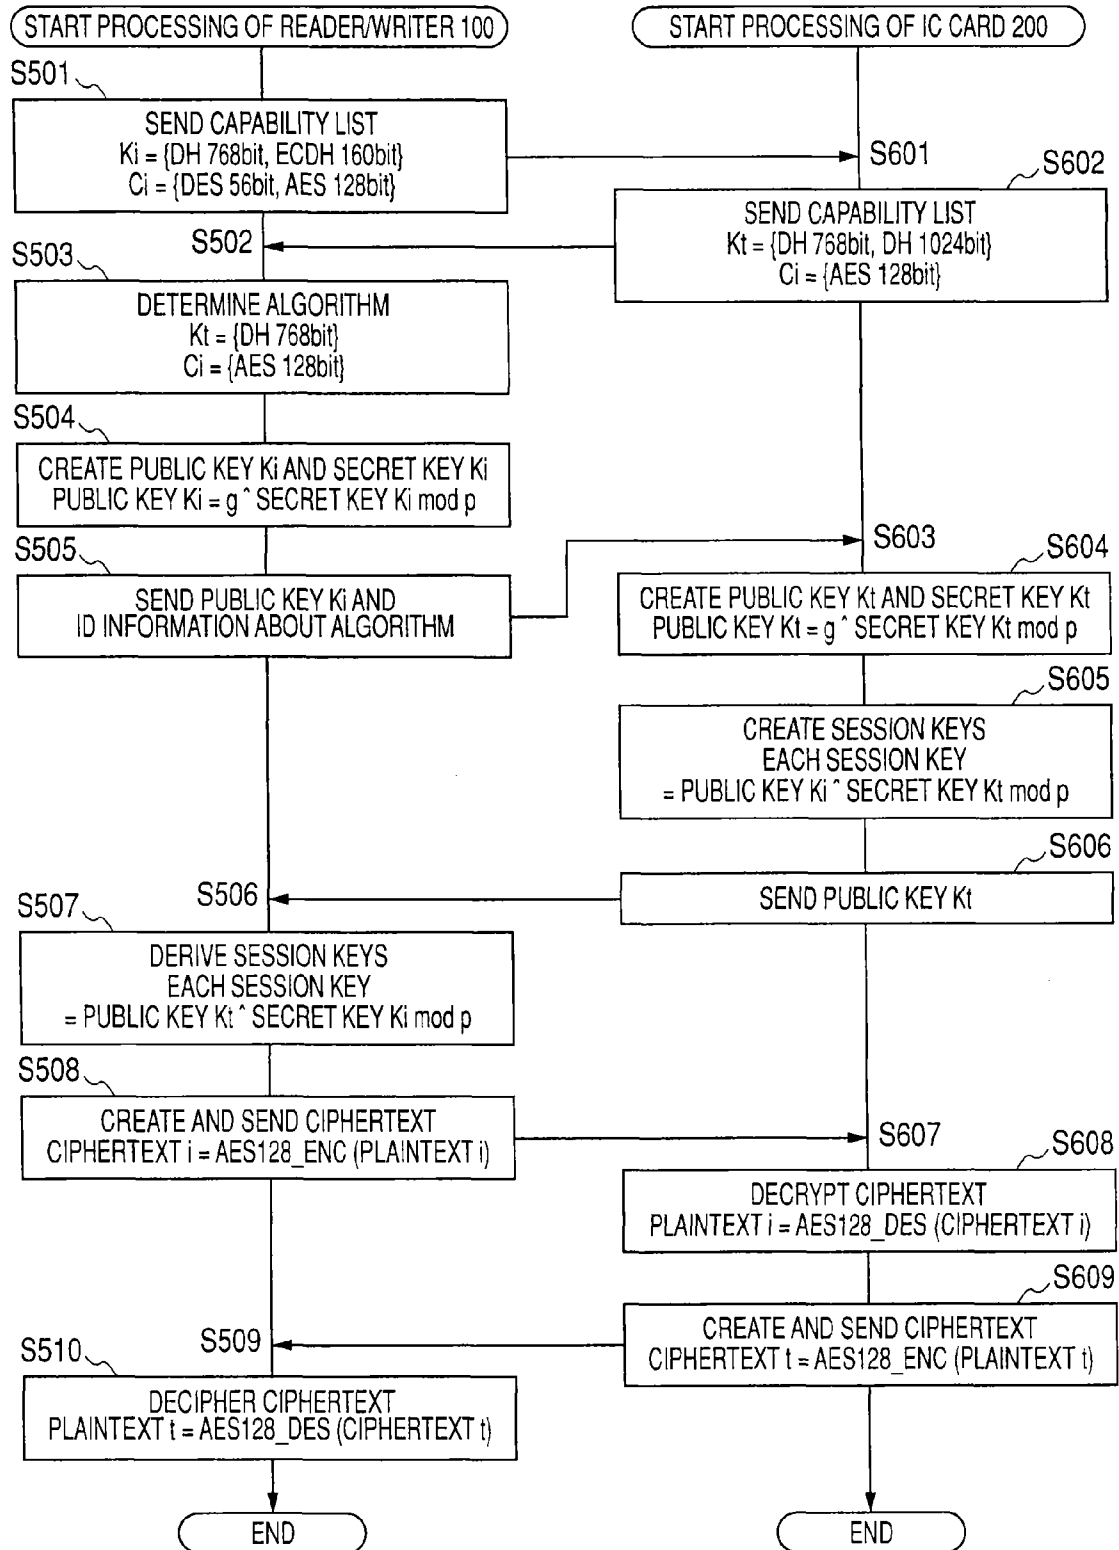 START PROCESSING OF READER/WRITER 100
START PROCESSING OF IC CARD 200
S501
SEND CAPABILITY LIST
Ki = {DH 768bit, ECDH 160bit}
Ci = {DES 56bit, AES 128bit}
S601
S602
SEND CAPABILITY LIST
Kt = {DH 768bit, DH 1024bit}
Ci = {AES 128bit}
S502
S503
DETERMINE ALGORITHM
Kt = {DH 768bit}
Ci = {AES 128bit}
S504
CREATE PUBLIC KEY Ki AND SECRET KEY Ki
PUBLIC KEY Ki = g ^ SECRET KEY Ki mod p
S505
SEND PUBLIC KEY Ki AND
ID INFORMATION ABOUT ALGORITHM
S603
S604
CREATE PUBLIC KEY Kt AND SECRET KEY Kt
PUBLIC KEY Kt = g ^ SECRET KEY Kt mod p
S605
CREATE SESSION KEYS
EACH SESSION KEY
= PUBLIC KEY Ki ^ SECRET KEY Kt mod p
S606
SEND PUBLIC KEY Kt
S506
S507
DERIVE SESSION KEYS
EACH SESSION KEY
= PUBLIC KEY Kt ^ SECRET KEY Ki mod p
S508
CREATE AND SEND CIPHERTEXT
CIPHERTEXT i = AES128_ENC (PLAINTEXT i)
S607
S608
DECRYPT CIPHERTEXT
PLAINTEXT i = AES128_DES (CIPHERTEXT i)
S609
CREATE AND SEND CIPHERTEXT
CIPHERTEXT t = AES128_ENC (PLAINTEXT t)
S509
S510
DECIPHER CIPHERTEXT
PLAINTEXT t = AES128_DES (CIPHERTEXT t)
END
END